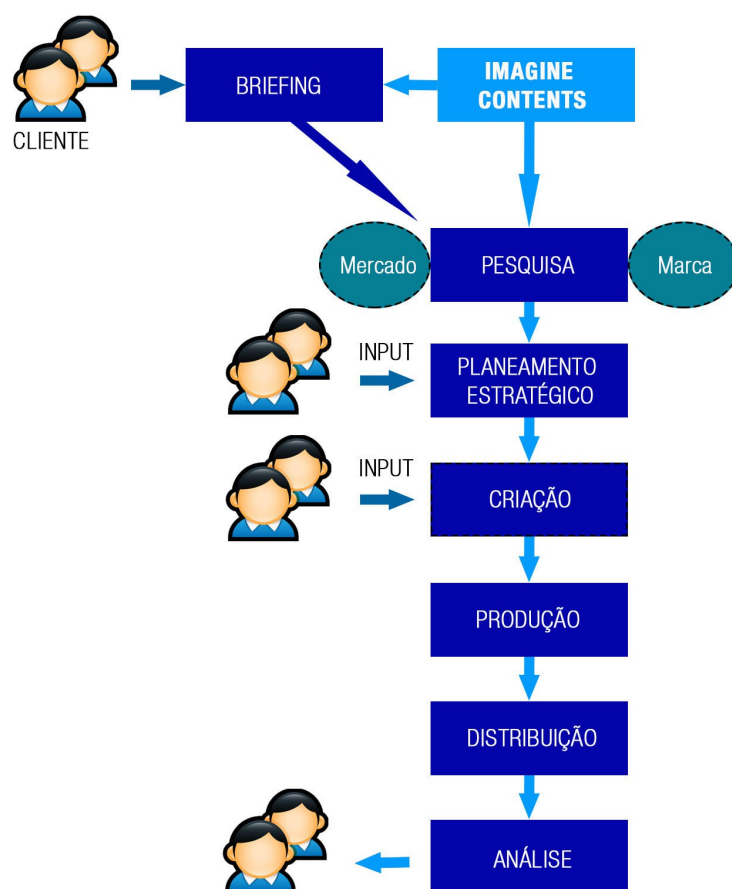 CLIENTE
BRIEFING
IMAGINE
CONTENTS
Mercado
PESQUISA
Marca
INPUT
PLANEAMENTO
ESTRATÉGICO
INPUT
CRIAÇÃO
PRODUÇÃO
DISTRIBUIÇÃO
ANÁLISE